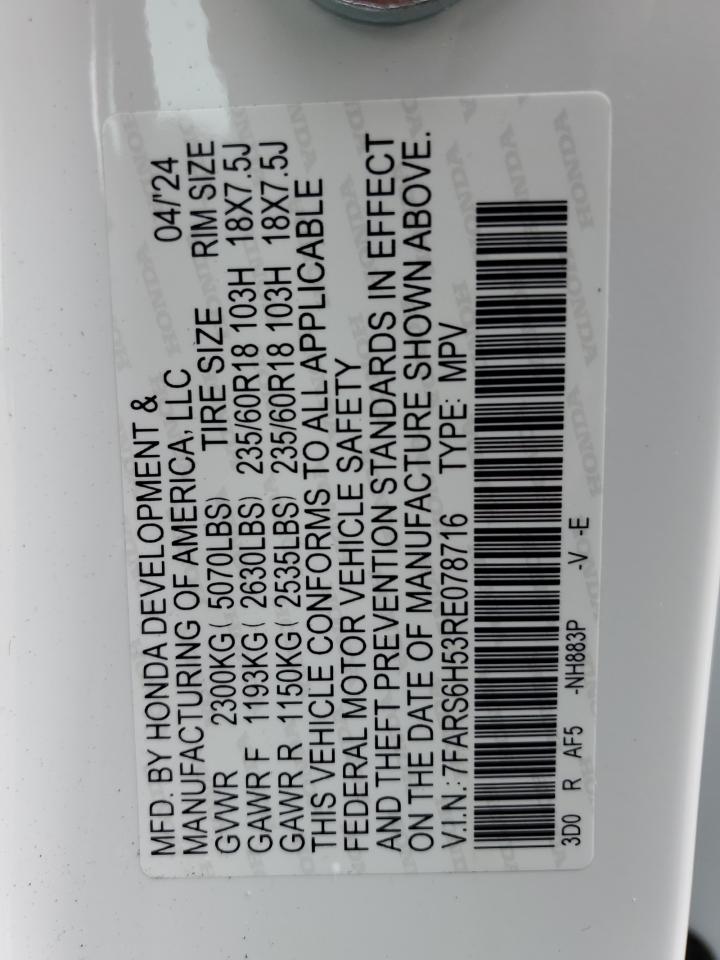 MFD. BY HONDA DEVELOPMENT &
MANUFACTURING OF AMERICA, LLC 04/'24
GVWR 2300KG( 5070LBS) TIRE SIZE RIM SIZE
GAWR F 1193KG( 2630LBS) 235/60R18 103H 18X7.5J
GAWR R 1150KG( 2535LBS) 235/60R18 103H 18X7.5J
THIS VEHICLE CONFORMS TO ALL APPLICABLE
FEDERAL MOTOR VEHICLE SAFETY
AND THEFT PREVENTION STANDARDS IN EFFECT
ON THE DATE OF MANUFACTURE SHOWN ABOVE.
V.I.N.: 7FARS6H53RE078716 TYPE: MPV
3D0 R AF5 -NH883P -V -E